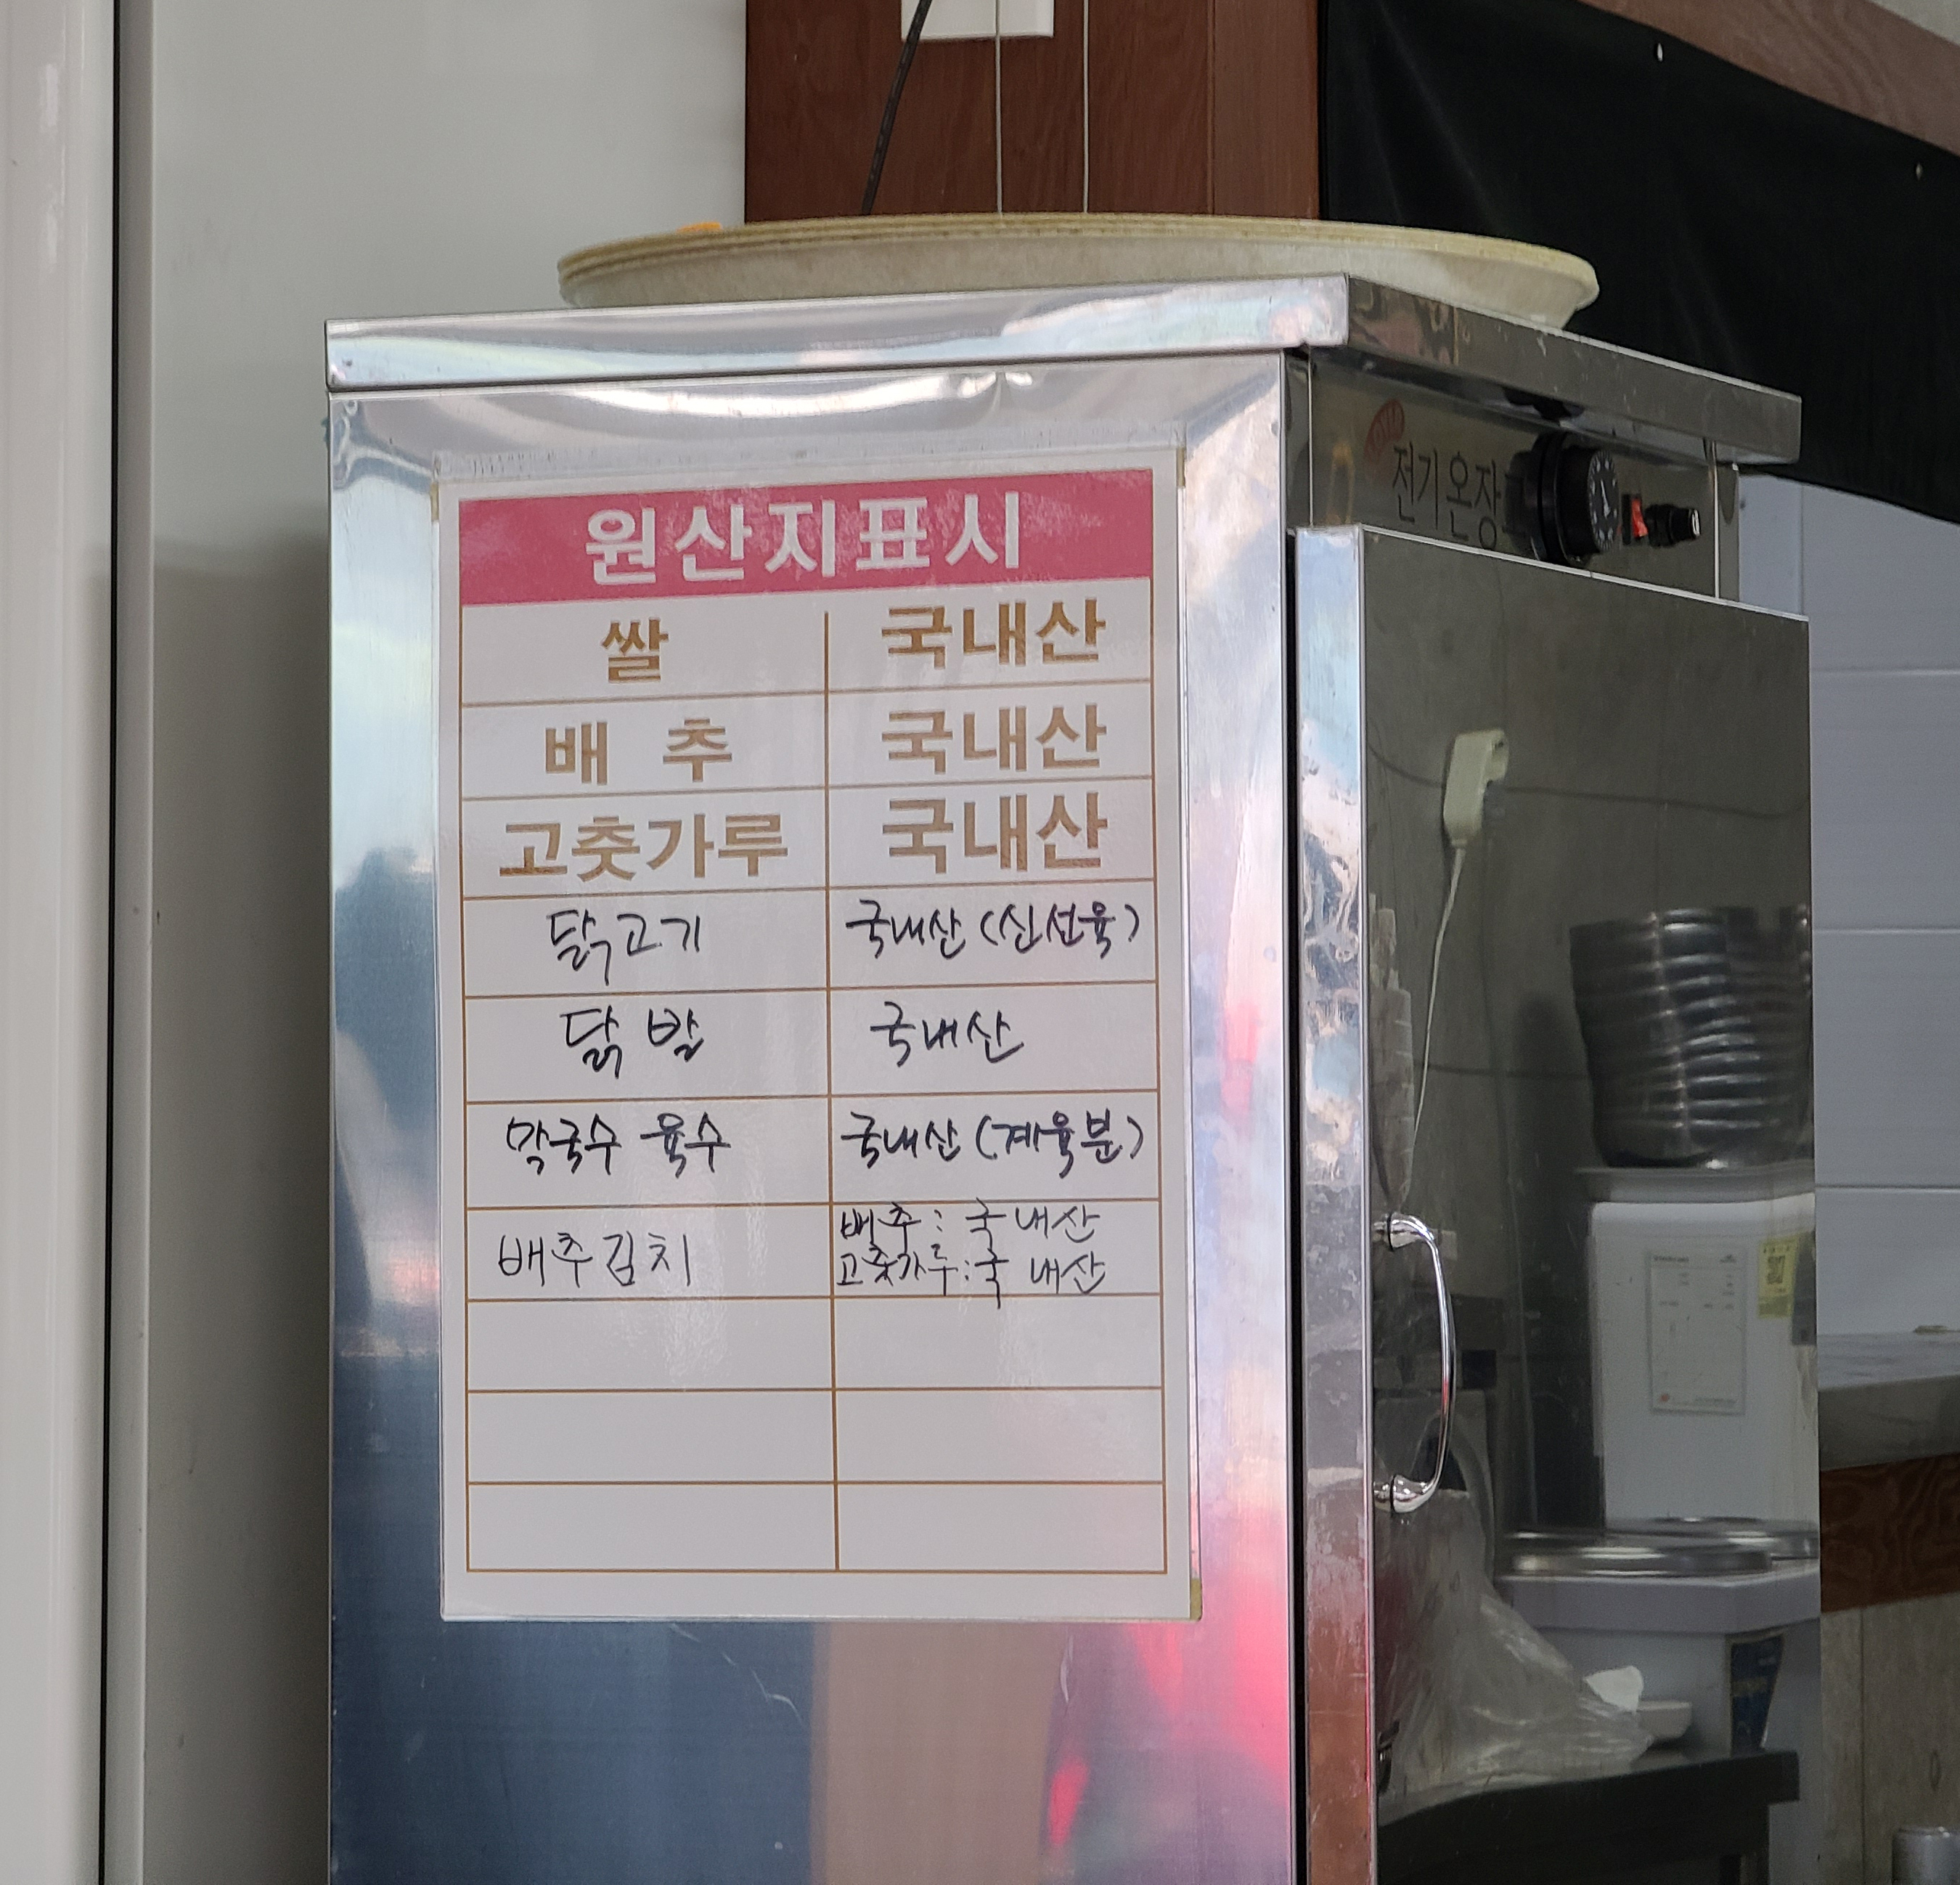 원산지표시
쌀 국내산
배 추 국내산
고춧가루 국내산
닭고기 국내산 (신선육)
닭 발 국내산
막국수 육수 국내산 (계육분)
배추김치 배추: 국내산
고춧가루: 국내산
전기온장